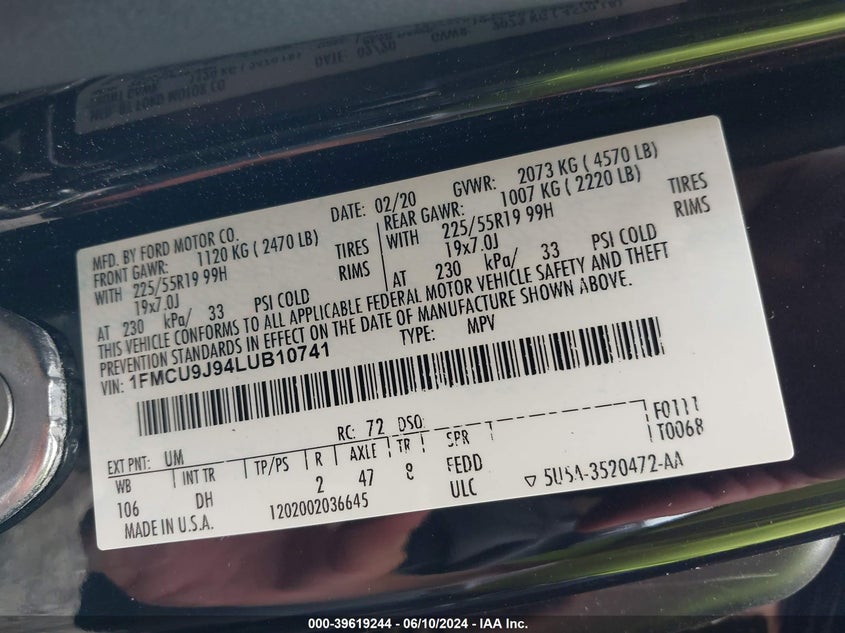 MFD. BY FORD MOTOR CO.
DATE: 02/20 GVWR: 2073 KG ( 4570 LB)
FRONT GAWR: 1120 KG ( 2470 LB) REAR GAWR: 1007 KG ( 2220 LB)
WITH 225/55R19 99H TIRES WITH 225/55R19 99H TIRES
19x7.0J RIMS 19x7.0J RIMS
AT 230 kPa/ 33 PSI COLD AT 230 kPa/ 33 PSI COLD
THIS VEHICLE CONFORMS TO ALL APPLICABLE FEDERAL MOTOR VEHICLE SAFETY AND THEFT
PREVENTION STANDARDS IN EFFECT ON THE DATE OF MANUFACTURE SHOWN ABOVE.
VIN: 1FMCU9J94LUB10741 TYPE: MPV
F0111
T0068
EXT PNT: UM RC: 72 DSO:
WB INT TR TP/PS R AXLE TR SPR
106 DH 2 47 8 FEDD
ULC
MADE IN U.S.A. 1202002036645 ▽ 5U5A-3520472-AA
000-39619244 - 06/10/2024 - IAA Inc.